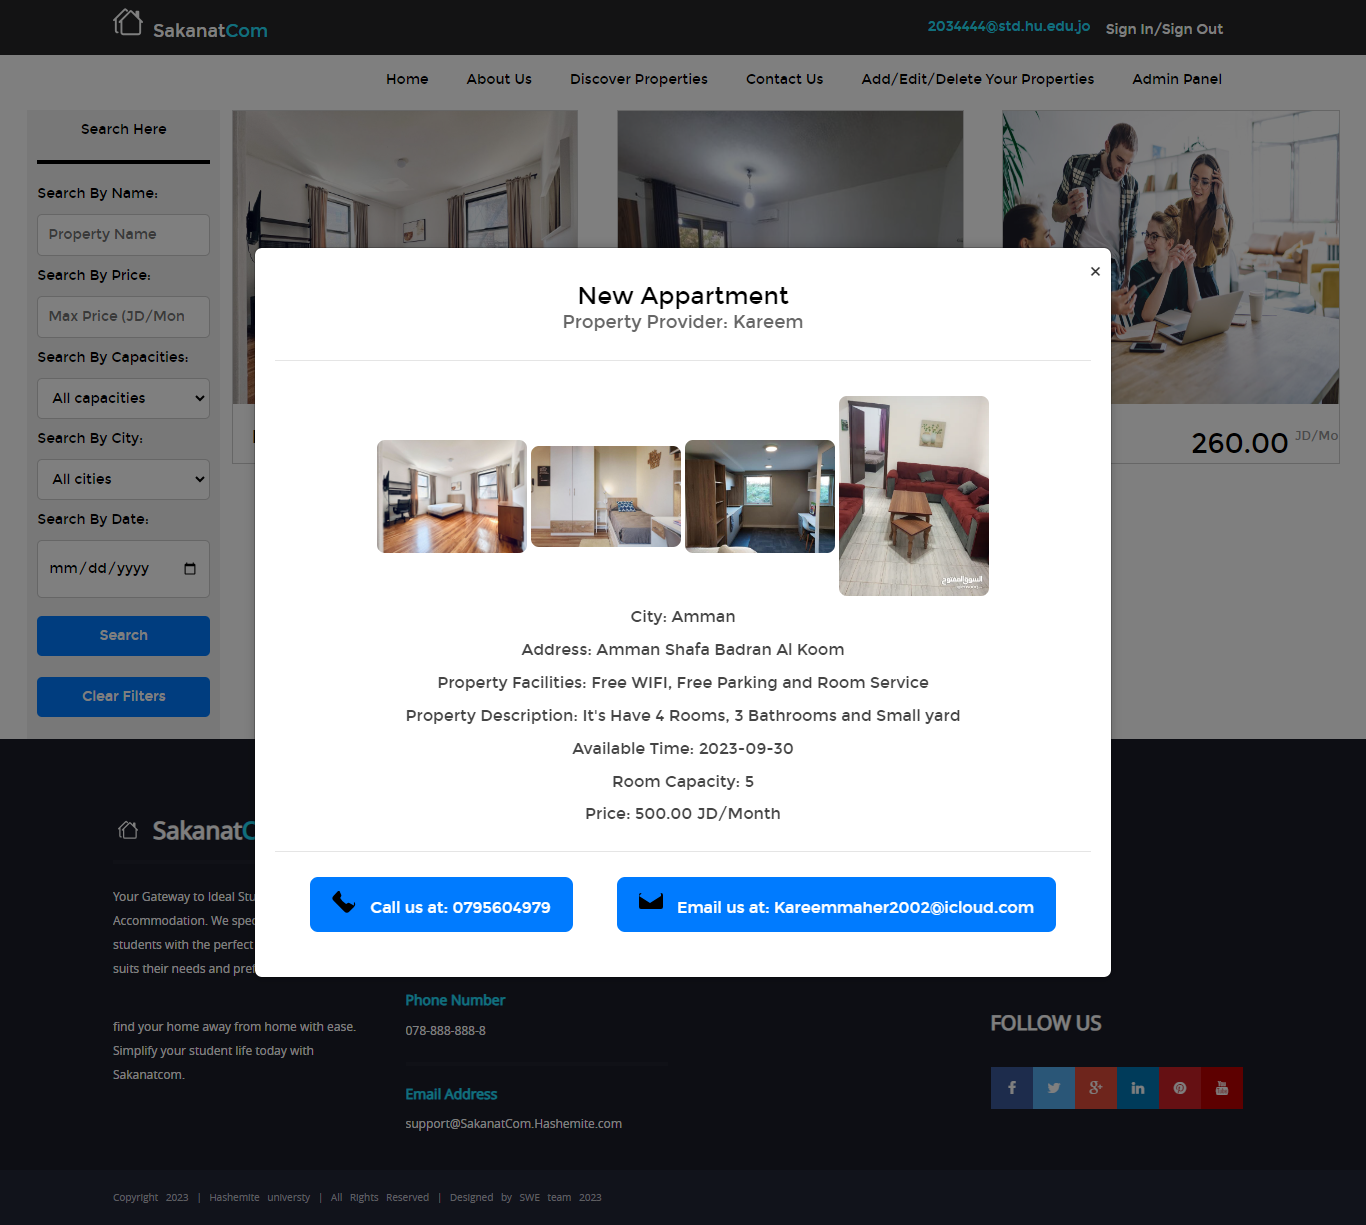 SakanatCom
2034444@std.hu.edu.jo
Sign In/Sign Out
Home
About Us
Discover Properties
Contact Us
Add/Edit/Delete Your Properties
Admin Panel
Search Here
Search By Name:
Property Name
Search By Price:
Max Price (JD/Mon
Search By Capacities:
All capacities
Search By City:
All cities
Search By Date:
mm/dd/yyyy
Search
Clear Filters
260.00 JD/Mo
×
New Appartment
Property Provider: Kareem
السوق المفتوح
City: Amman
Address: Amman Shafa Badran Al Koom
Property Facilities: Free WIFI, Free Parking and Room Service
Property Description: It's Have 4 Rooms, 3 Bathrooms and Small yard
Available Time: 2023-09-30
Room Capacity: 5
Price: 500.00 JD/Month
Call us at: 0795604979
Email us at: Kareemmaher2002@icloud.com
SakanatC
Your Gateway to Ideal Stu
Accommodation. We spec
students with the perfect
suits their needs and pref
find your home away from home with ease.
Simplify your student life today with
Sakanatcom.
Phone Number
078-888-888-8
Email Address
support@SakanatCom.Hashemite.com
FOLLOW US
Copyright 2023 | Hashemite universty | All Rights Reserved | Designed by SWE team 2023